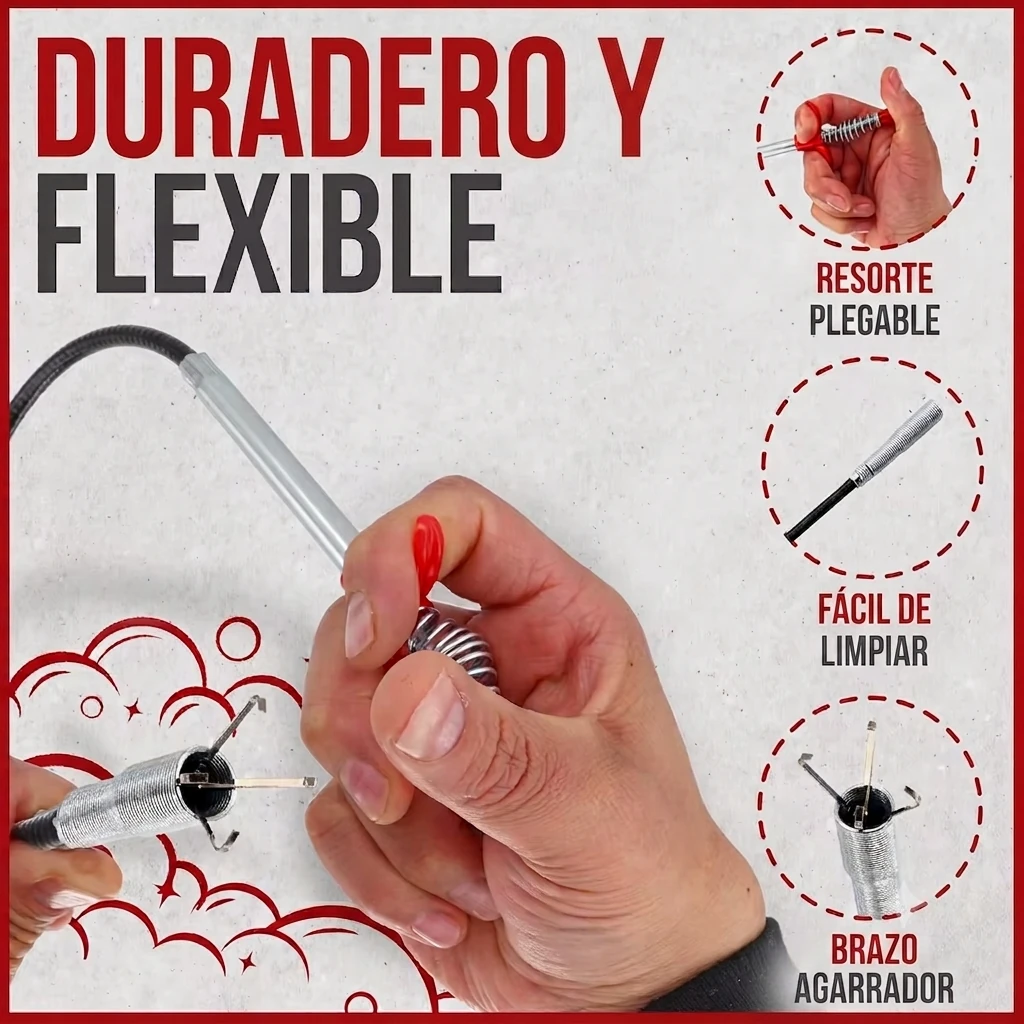 DURADERO Y
FLEXIBLE
RESORTE
PLEGABLE
FÁCIL DE
LIMPIAR
BRAZO
AGARRADOR